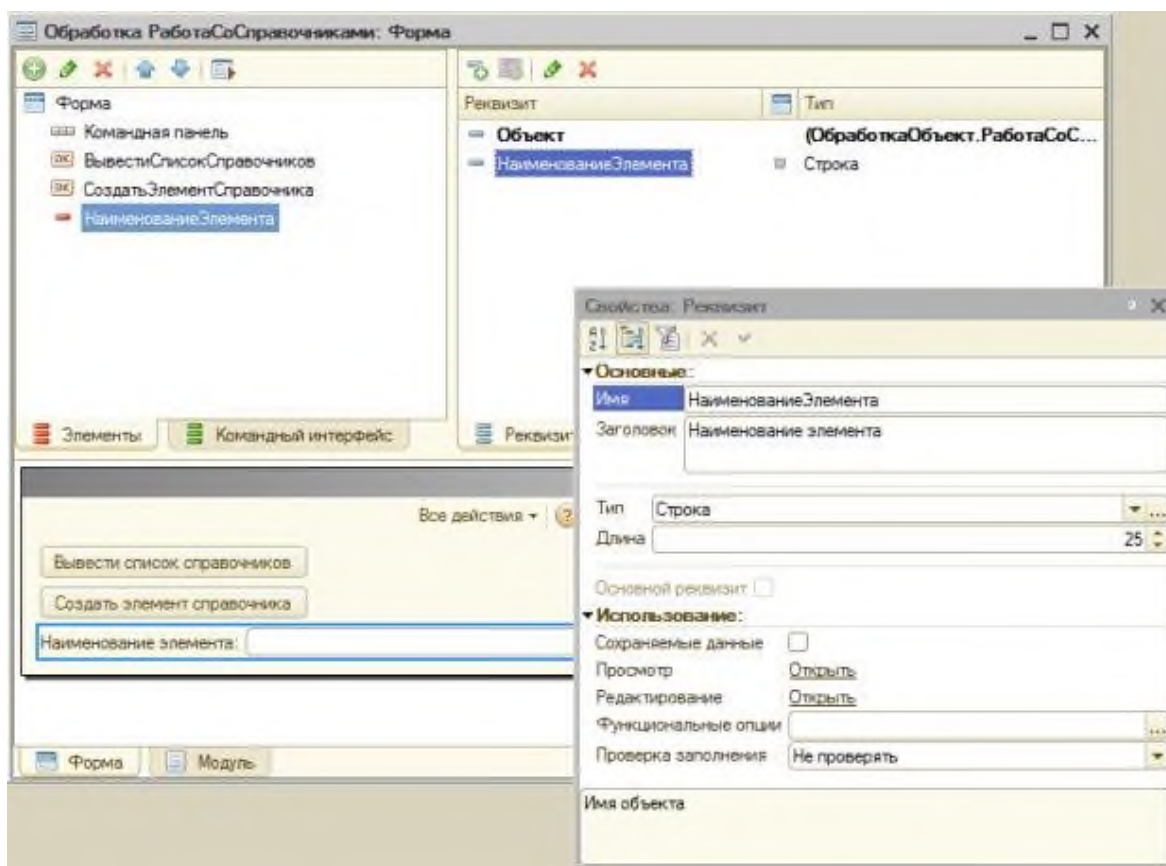 Обработка РаботаСоСправочниками: Форма
Форма
Командная панель
ВывестиСписокСправочников
СоздатьЭлементСправочника
НаименованиеЭлемента
Элементы
Командный интерфейс
Реквизит Тип
Объект (ОбработкаОбъект.РаботаСоС...
НаименованиеЭлемента Строка
Реквизит
Все действия
Вывести список справочников
Создать элемент справочника
Наименование элемента:
Форма
Модуль
Свойства: Реквизит
Основные:
Имя НаименованиеЭлемента
Заголовок Наименование элемента
Тип Строка ...
Длина 25
Основной реквизит
Использование:
Сохраняемые данные
Просмотр Открыть
Редактирование Открыть
Функциональные опции ...
Проверка заполнения Не проверять
Имя объекта